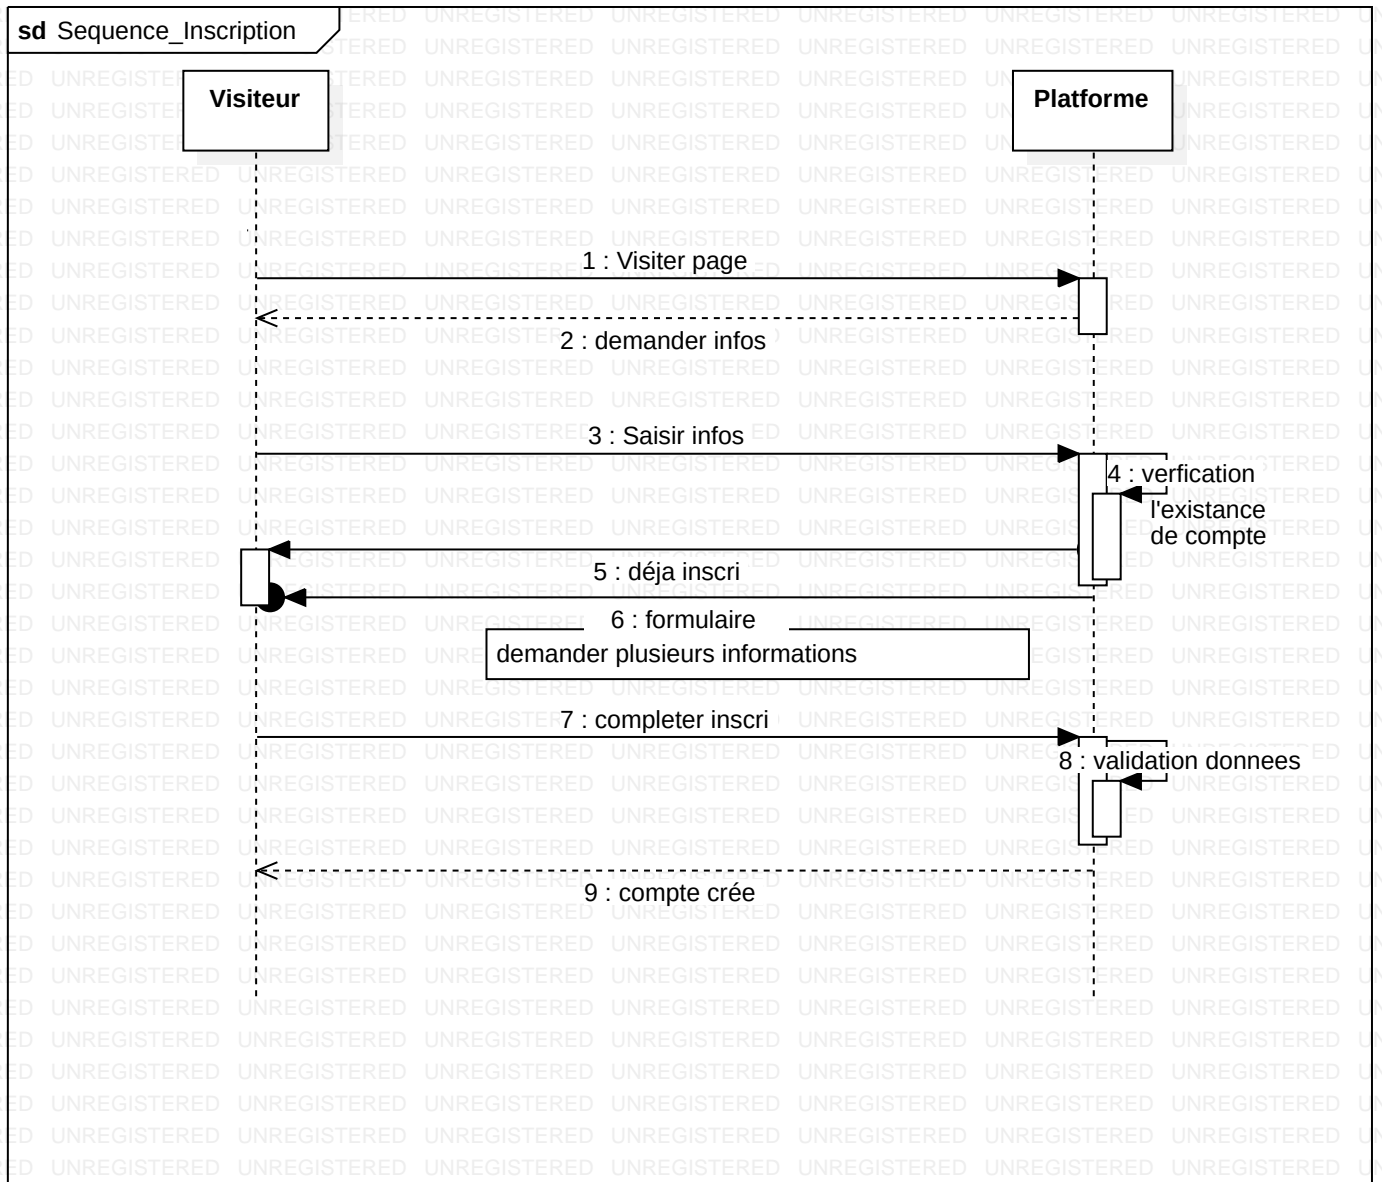 sd Sequence_Inscription
Visiteur
Platforme
1 : Visiter page
2 : demander infos
3 : Saisir infos
4 : verfication
l'existance
de compte
5 : déja inscri
6 : formulaire
demander plusieurs informations
7 : completer inscri
8 : validation donnees
9 : compte crée
UNREGISTERED